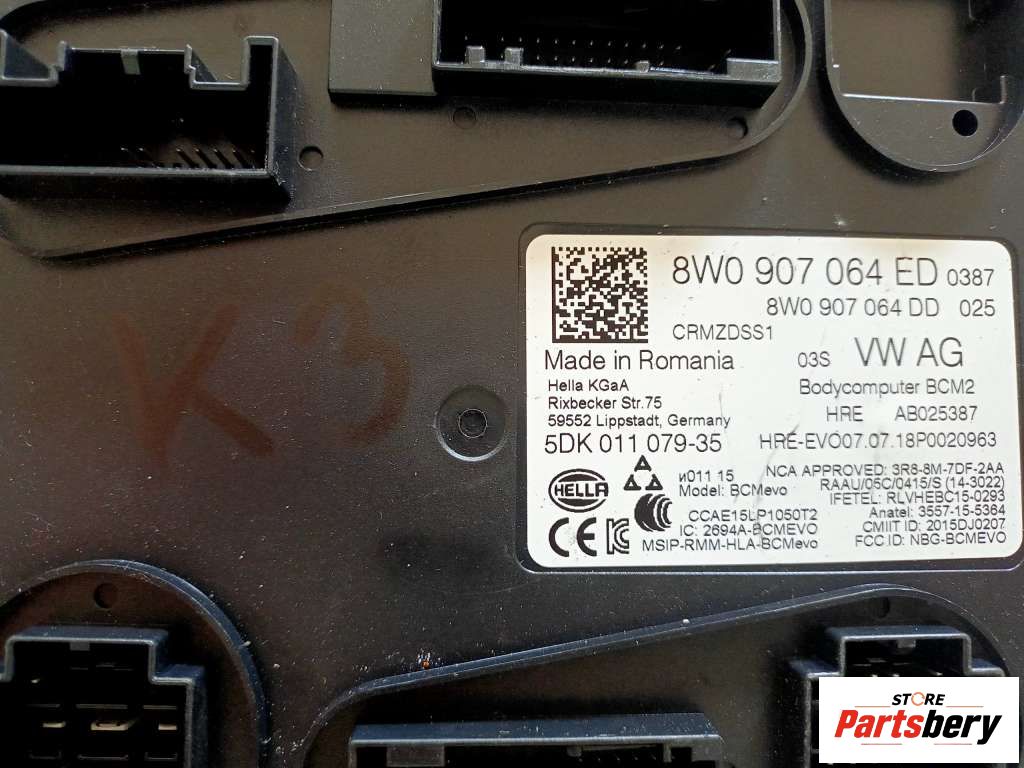 K3
8W0 907 064 ED 0387
8W0 907 064 DD 025
CRMZDSS1
Made in Romania 03S VW AG
Hella KGaA Bodycomputer BCM2
Rixbecker Str.75 HRE AB025387
59552 Lippstadt, Germany
5DK 011 079-35 HRE-EVO07.07.18P0020963
HELLA
и011 15
Model: BCMevo
NCA APPROVED: 3R8-8M-7DF-2AA
RAAU/05C/0415/S (14-3022)
IFETEL: RLVHEBC15-0293
CCAE15LP1050T2 Anatel: 3557-15-5364
IC: 2694A-BCMEVO CMIIT ID: 2015DJ0207
MSIP-RMM-HLA-BCMevo FCC ID: NBG-BCMEVO
CE
STORE
Partsbery